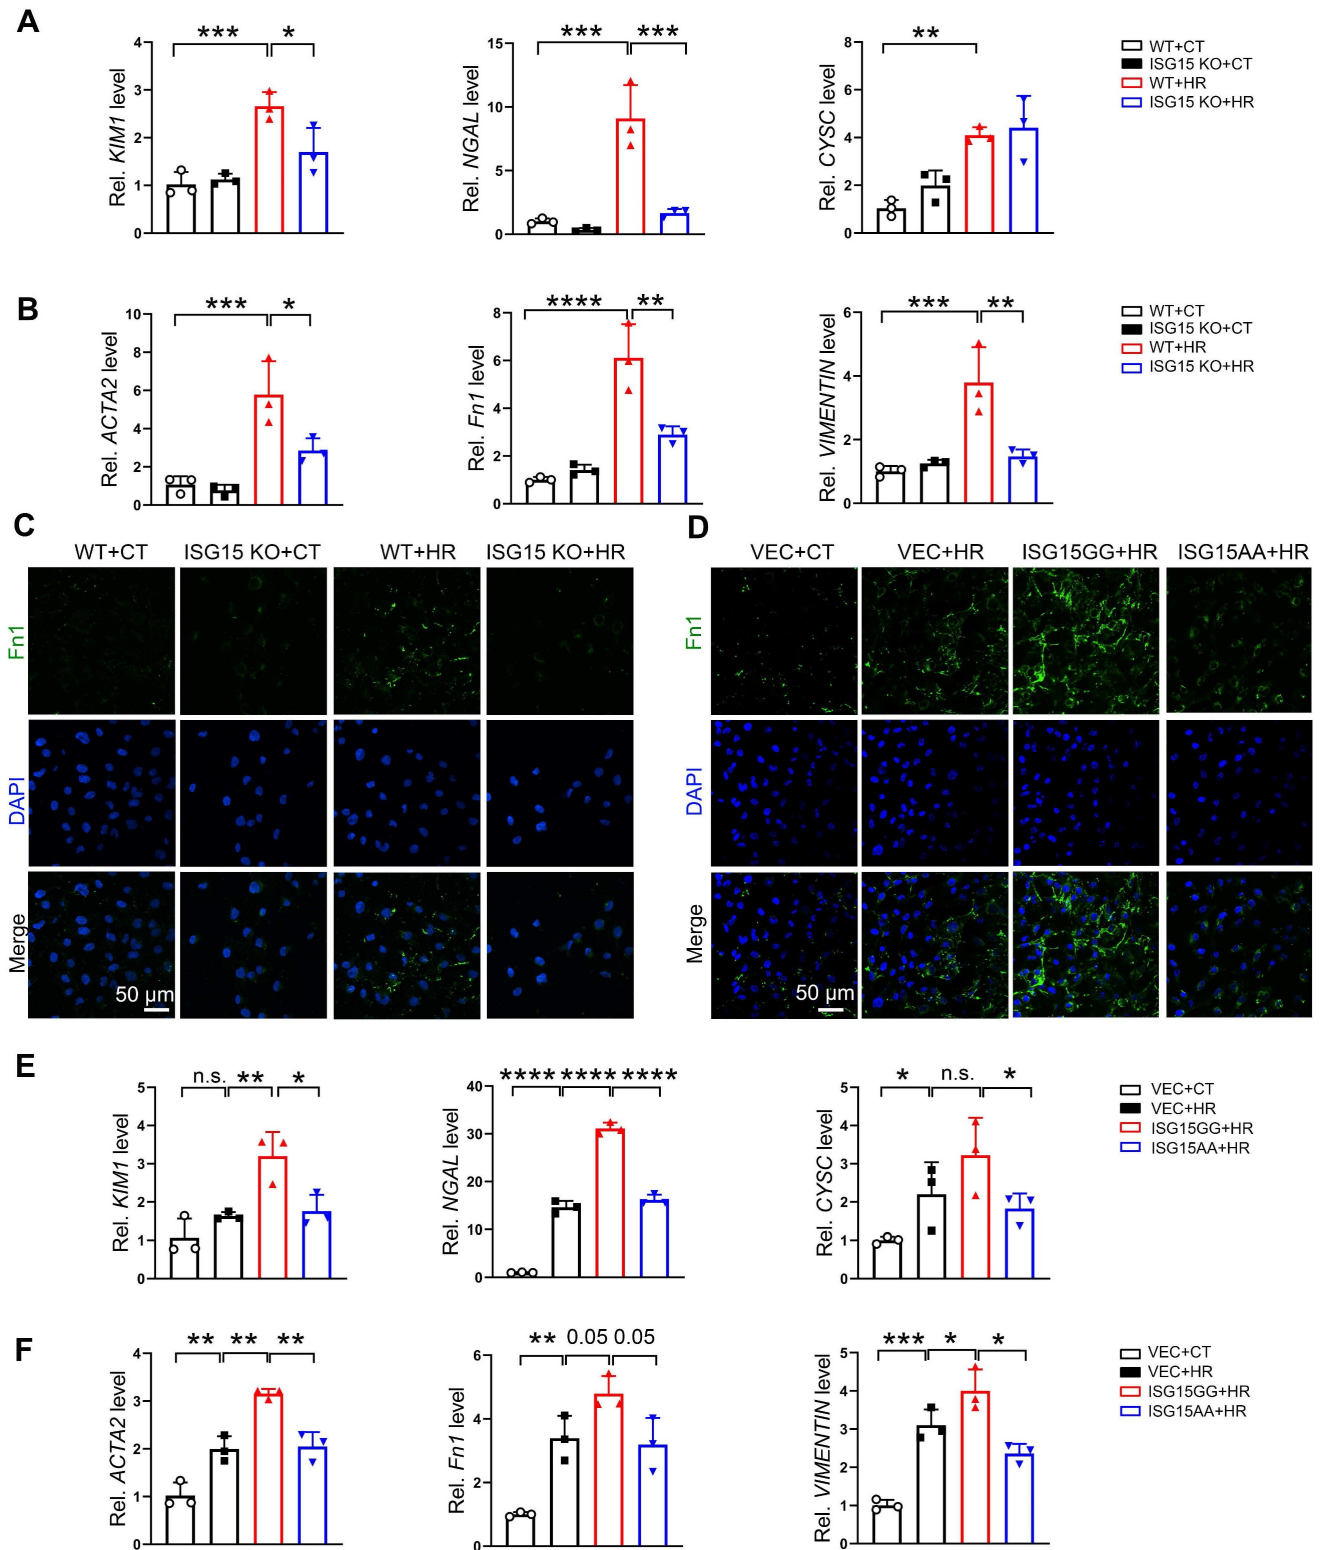 A
*** *
Rel. KIM1 level
4
3
2
1
0
*** ***
Rel. NGAL level
15
10
5
0
**
Rel. CYSC level
8
6
4
2
0
WT+CT
ISG15 KO+CT
WT+HR
ISG15 KO+HR
B
*** *
Rel. ACTA2 level
10
8
6
4
2
0
**** **
Rel. Fn1 level
8
6
4
2
0
*** **
Rel. VIMENTIN level
6
4
2
0
WT+CT
ISG15 KO+CT
WT+HR
ISG15 KO+HR
C
WT+CT ISG15 KO+CT WT+HR ISG15 KO+HR
Fn1
DAPI
Merge
50 μm
D
VEC+CT VEC+HR ISG15GG+HR ISG15AA+HR
Fn1
DAPI
Merge
50 μm
E
n.s. ** *
Rel. KIM1 level
5
4
3
2
1
0
**** **** ****
Rel. NGAL level
40
30
20
10
0
* n.s. *
Rel. CYSC level
5
4
3
2
1
0
VEC+CT
VEC+HR
ISG15GG+HR
ISG15AA+HR
F
** ** **
Rel. ACTA2 level
4
3
2
1
0
** 0.05 0.05
Rel. Fn1 level
6
4
2
0
*** * *
Rel. VIMENTIN level
5
4
3
2
1
0
VEC+CT
VEC+HR
ISG15GG+HR
ISG15AA+HR